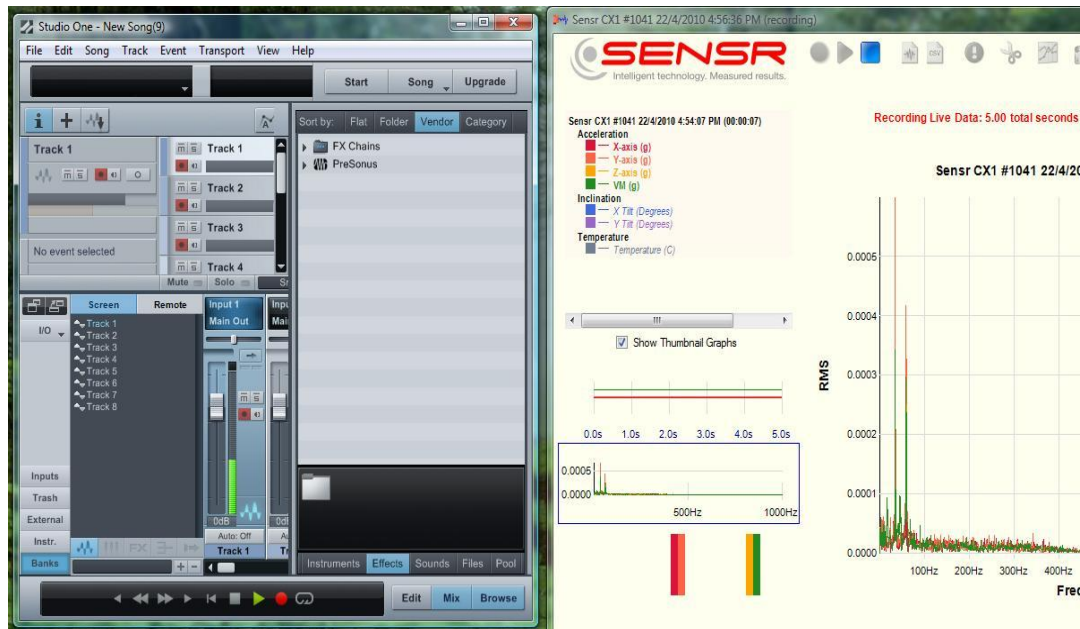 Studio One - New Song(9)
File Edit Song Track Event Transport View Help
Start Song Upgrade
Sort by: Flat Folder Vendor Category
FX Chains
PreSonus
Track 1
m s
Track 1
m s
Track 2
m s
Track 3
m s
Track 4
m s
No event selected
Mute Solo
Screen Remote
I/O
Track 1
Track 2
Track 3
Track 4
Track 5
Track 6
Track 7
Track 8
Input 1
Main Out
m s
0dB
Auto: Off
Track 1
Inputs
Trash
External
Instr.
Banks
FX
Instruments Effects Sounds Files Pool
Edit Mix Browse
Sensr CX1 #1041 22/4/2010 4:56:36 PM (recording)
SENSR
Intelligent technology. Measured results.
CSV
Sensr CX1 #1041 22/4/2010 4:54:07 PM (00:00:07)
Acceleration
X-axis (g)
Y-axis (g)
Z-axis (g)
VM (g)
Inclination
X Tilt (Degrees)
Y Tilt (Degrees)
Temperature
Temperature (C)
Show Thumbnail Graphs
0.0s 1.0s 2.0s 3.0s 4.0s 5.0s
0.0005
0.0000
500Hz 1000Hz
Recording Live Data: 5.00 total seconds
Sensr CX1 #1041 22/4/20
RMS
0.0005
0.0004
0.0003
0.0002
0.0001
0.0000
100Hz 200Hz 300Hz 400Hz
Freq